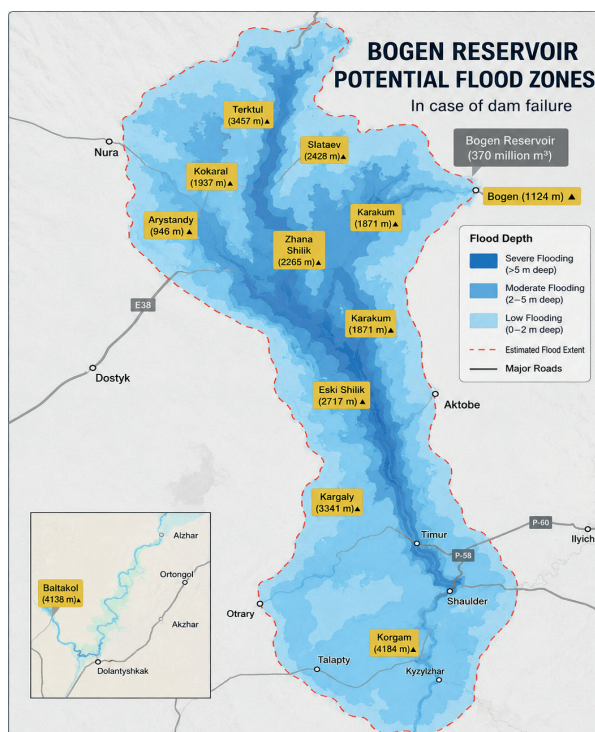 BOGEN RESERVOIR
POTENTIAL FLOOD ZONES
In case of dam failure
Terktul
(3457 m)▲
Slataev
(2428 m)▲
Bogen Reservoir
(370 million m³)
Nura
Kokaral
(1937 m)▲
Karakum
(1871 m)▲
Bogen (1124 m) ▲
Arystandy
(946 m)▲
Zhana
Shilik
(2265 m)▲
Flood Depth
Severe Flooding
(>5 m deep)
Moderate Flooding
(2–5 m deep)
Low Flooding
(0–2 m deep)
Estimated Flood Extent
Major Roads
E38
Karakum
(1871 m)▲
Dostyk
Eski Shilik
(2717 m)▲
Aktobe
Kargaly
(3341 m)▲
Timur
P-60
Ilyich
P-58
Alzhar
Ortongol
Baltakol
(4138 m)▲
Akzhar
Dolantyshkak
Otrary
Shaulder
Korgam
(4184 m)▲
Talapty
Kyzylzhar